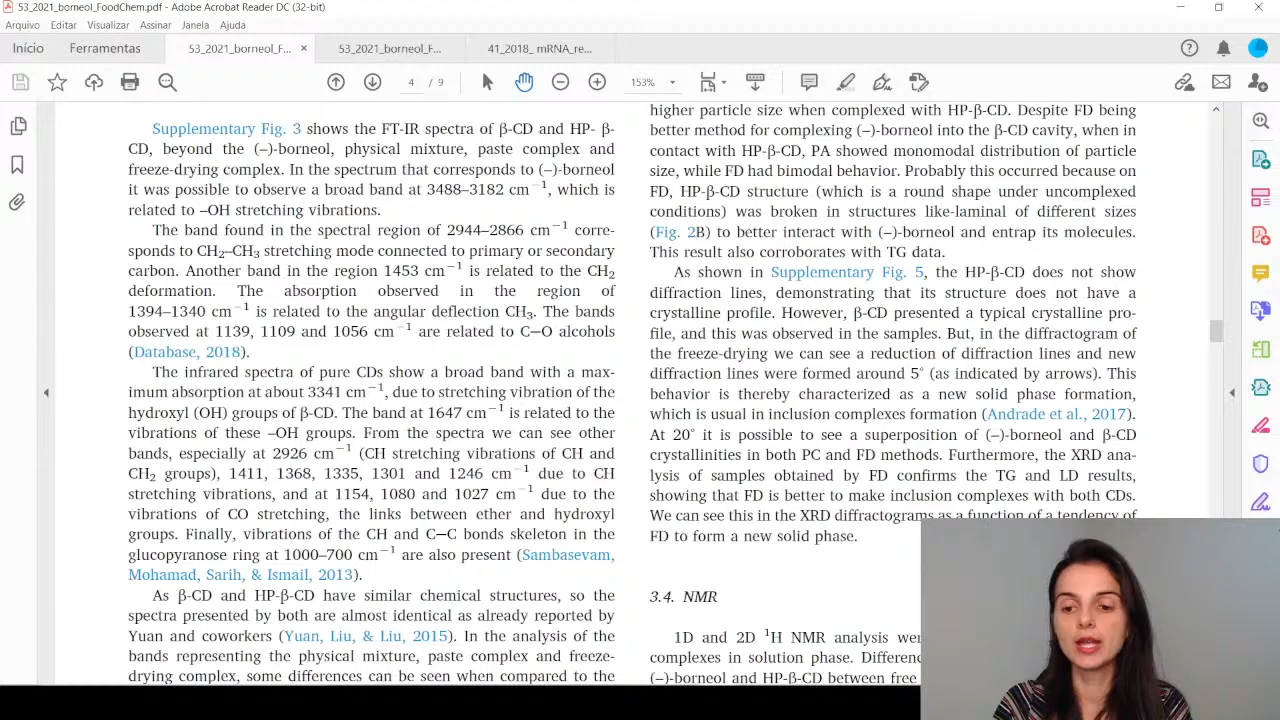 53_2021_borneol_FoodChem.pdf - Adobe Acrobat Reader DC (32-bit)
Arquivo Editar Visualizar Assinar Janela Ajuda
Início Ferramentas 53_2021_borneol_F... × 53_2021_borneol_F... 41_2018_ mRNA_re...
4 / 9 153%
Supplementary Fig. 3 shows the FT-IR spectra of β-CD and HP- β-
CD, beyond the (–)-borneol, physical mixture, paste complex and
freeze-drying complex. In the spectrum that corresponds to (–)-borneol
it was possible to observe a broad band at 3488–3182 cm⁻¹, which is
related to –OH stretching vibrations.
The band found in the spectral region of 2944–2866 cm⁻¹ corre-
sponds to CH₂–CH₃ stretching mode connected to primary or secondary
carbon. Another band in the region 1453 cm⁻¹ is related to the CH₂
deformation. The absorption observed in the region of
1394–1340 cm⁻¹ is related to the angular deflection CH₃. The bands
observed at 1139, 1109 and 1056 cm⁻¹ are related to C—O alcohols
(Database, 2018).
The infrared spectra of pure CDs show a broad band with a max-
imum absorption at about 3341 cm⁻¹, due to stretching vibration of the
hydroxyl (OH) groups of β-CD. The band at 1647 cm⁻¹ is related to the
vibrations of these –OH groups. From the spectra we can see other
bands, especially at 2926 cm⁻¹ (CH stretching vibrations of CH and
CH₂ groups), 1411, 1368, 1335, 1301 and 1246 cm⁻¹ due to CH
stretching vibrations, and at 1154, 1080 and 1027 cm⁻¹ due to the
vibrations of CO stretching, the links between ether and hydroxyl
groups. Finally, vibrations of the CH and C—C bonds skeleton in the
glucopyranose ring at 1000–700 cm⁻¹ are also present (Sambasevam,
Mohamad, Sarih, & Ismail, 2013).
As β-CD and HP-β-CD have similar chemical structures, so the
spectra presented by both are almost identical as already reported by
Yuan and coworkers (Yuan, Liu, & Liu, 2015). In the analysis of the
bands representing the physical mixture, paste complex and freeze-
drying complex, some differences can be seen when compared to the
higher particle size when complexed with HP-β-CD. Despite FD being
better method for complexing (–)-borneol into the β-CD cavity, when in
contact with HP-β-CD, PA showed monomodal distribution of particle
size, while FD had bimodal behavior. Probably this occurred because on
FD, HP-β-CD structure (which is a round shape under uncomplexed
conditions) was broken in structures like-laminal of different sizes
(Fig. 2B) to better interact with (–)-borneol and entrap its molecules.
This result also corroborates with TG data.
As shown in Supplementary Fig. 5, the HP-β-CD does not show
diffraction lines, demonstrating that its structure does not have a
crystalline profile. However, β-CD presented a typical crystalline pro-
file, and this was observed in the samples. But, in the diffractogram of
the freeze-drying we can see a reduction of diffraction lines and new
diffraction lines were formed around 5° (as indicated by arrows). This
behavior is thereby characterized as a new solid phase formation,
which is usual in inclusion complexes formation (Andrade et al., 2017).
At 20° it is possible to see a superposition of (–)-borneol and β-CD
crystallinities in both PC and FD methods. Furthermore, the XRD ana-
lysis of samples obtained by FD confirms the TG and LD results,
showing that FD is better to make inclusion complexes with both CDs.
We can see this in the XRD diffractograms as a function of a tendency of
FD to form a new solid phase.
3.4. NMR
1D and 2D ¹H NMR analysis wer
complexes in solution phase. Differenc
(–)-borneol and HP-β-CD between free